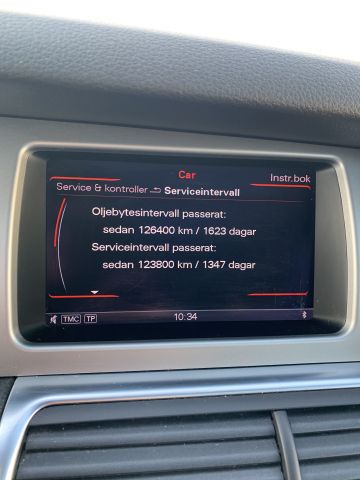 Car
Instr.bok
Service & kontroller Serviceintervall
Oljebytesintervall passerat:
sedan 126400 km / 1623 dagar
Serviceintervall passerat:
sedan 123800 km / 1347 dagar
TMC TP 10:34